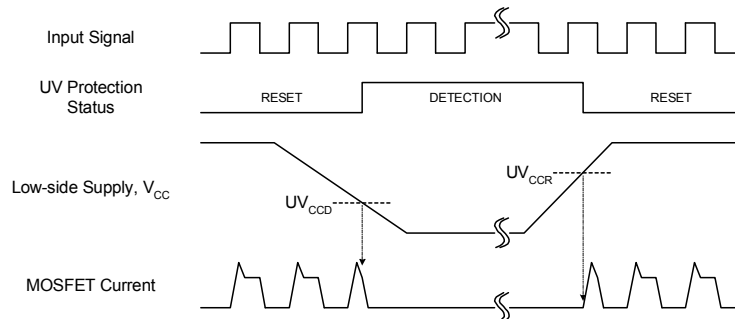 Input Signal
UV Protection
Status
RESET
DETECTION
RESET
Low-side Supply, V_CC
UV_CCD
UV_CCR
MOSFET Current